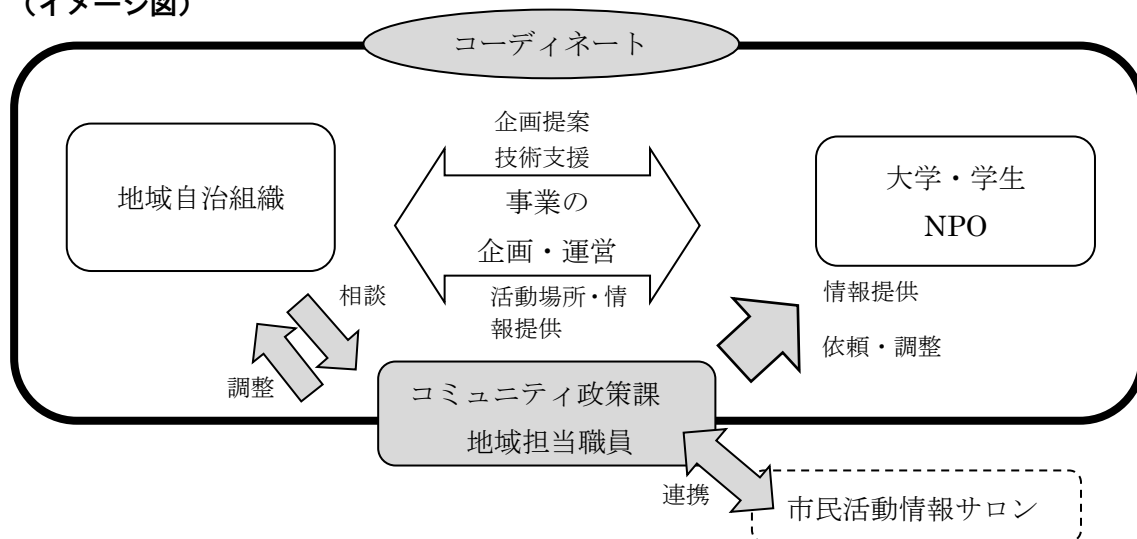 （イメージ図）
コーディネート
企画提案
技術支援
地域自治組織
事業の
企画・運営
大学・学生
NPO
活動場所・情
報提供
相談
調整
情報提供
依頼・調整
コミュニティ政策課
地域担当職員
連携
市民活動情報サロン